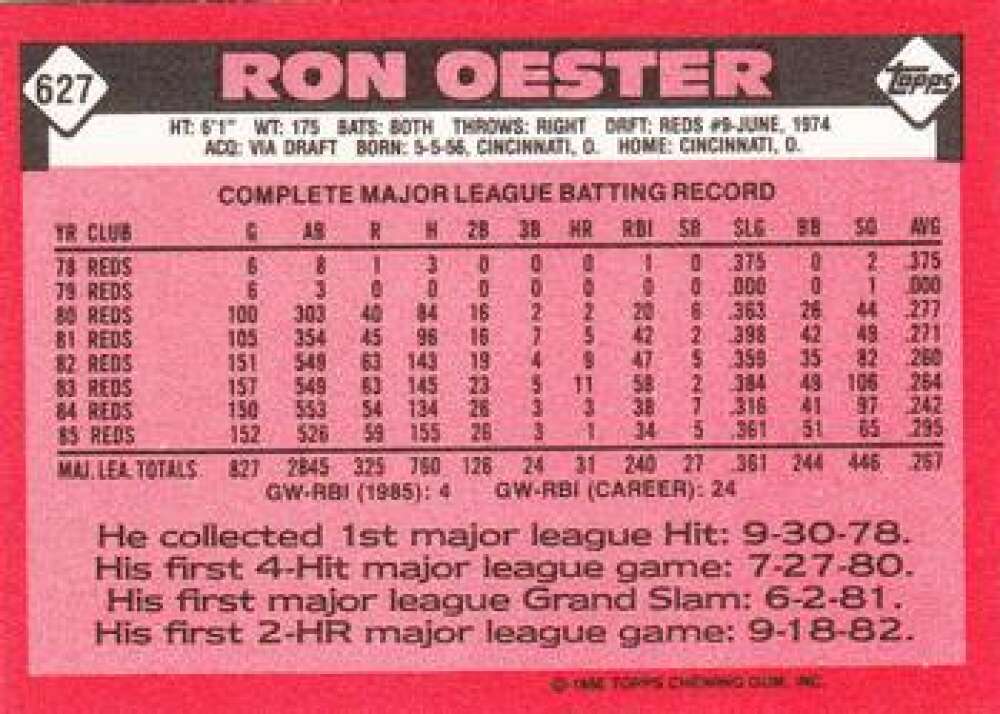 627
RON OESTER
Topps
HT: 6'1" WT: 175 BATS: BOTH THROWS: RIGHT DRFT: REDS #9-JUNE, 1974
ACQ: VIA DRAFT BORN: 5-5-56, CINCINNATI, O. HOME: CINCINNATI, O.
COMPLETE MAJOR LEAGUE BATTING RECORD
YR CLUB G AB R H 2B 3B HR RBI SB SLG BB SO AVG
78 REDS 6 8 1 3 0 0 0 1 0 .375 0 2 .375
79 REDS 6 3 0 0 0 0 0 0 0 .000 0 1 .000
80 REDS 100 303 40 84 16 2 2 20 6 .363 26 44 .277
81 REDS 105 354 45 96 16 7 5 42 2 .398 42 49 .271
82 REDS 151 549 63 143 19 4 9 47 5 .359 35 82 .260
83 REDS 157 549 63 145 23 5 11 58 2 .384 49 106 .264
84 REDS 150 553 54 134 26 3 3 38 7 .316 41 97 .242
85 REDS 152 526 59 155 26 3 1 34 5 .361 51 65 .295
MAJ. LEA. TOTALS 827 2845 325 760 126 24 31 240 27 .361 244 446 .267
GW-RBI (1985): 4 GW-RBI (CAREER): 24
He collected 1st major league Hit: 9-30-78.
His first 4-Hit major league game: 7-27-80.
His first major league Grand Slam: 6-2-81.
His first 2-HR major league game: 9-18-82.
© 1986 TOPPS CHEWING GUM, INC.